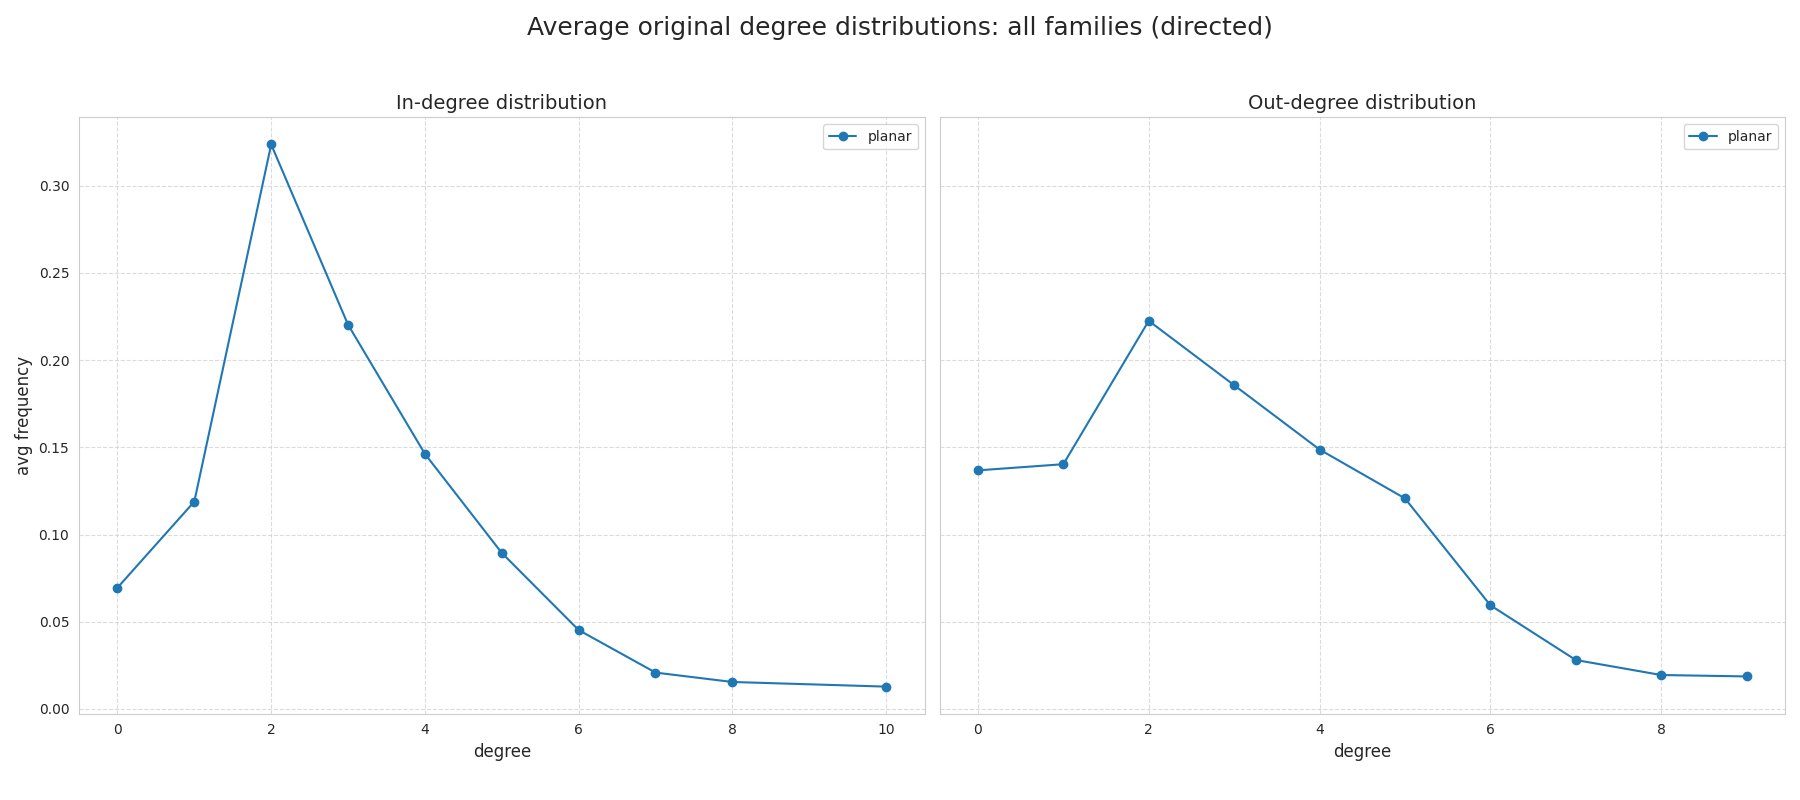 Average original degree distributions: all families (directed)
In-degree distribution
planar
avg frequency
0.30
0.25
0.20
0.15
0.10
0.05
0.00
0 2 4 6 8 10
degree
Out-degree distribution
planar
0 2 4 6 8
degree